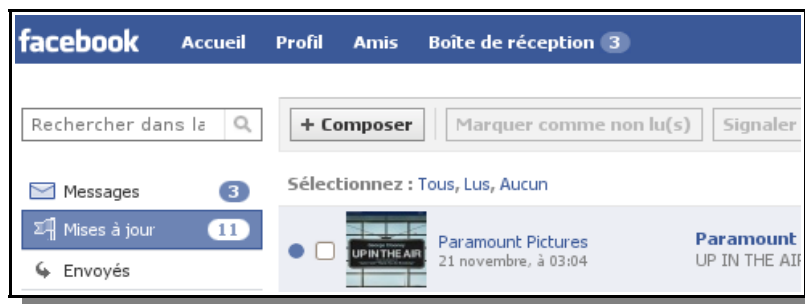 facebook Accueil Profil Amis Boîte de réception 3
Rechercher dans la
+ Composer Marquer comme non lu(s) Signaler
Sélectionnez : Tous, Lus, Aucun
Messages 3
Mises à jour 11
Envoyés
UP IN THE AIR
Paramount Pictures
21 novembre, à 03:04
Paramount
UP IN THE AIR